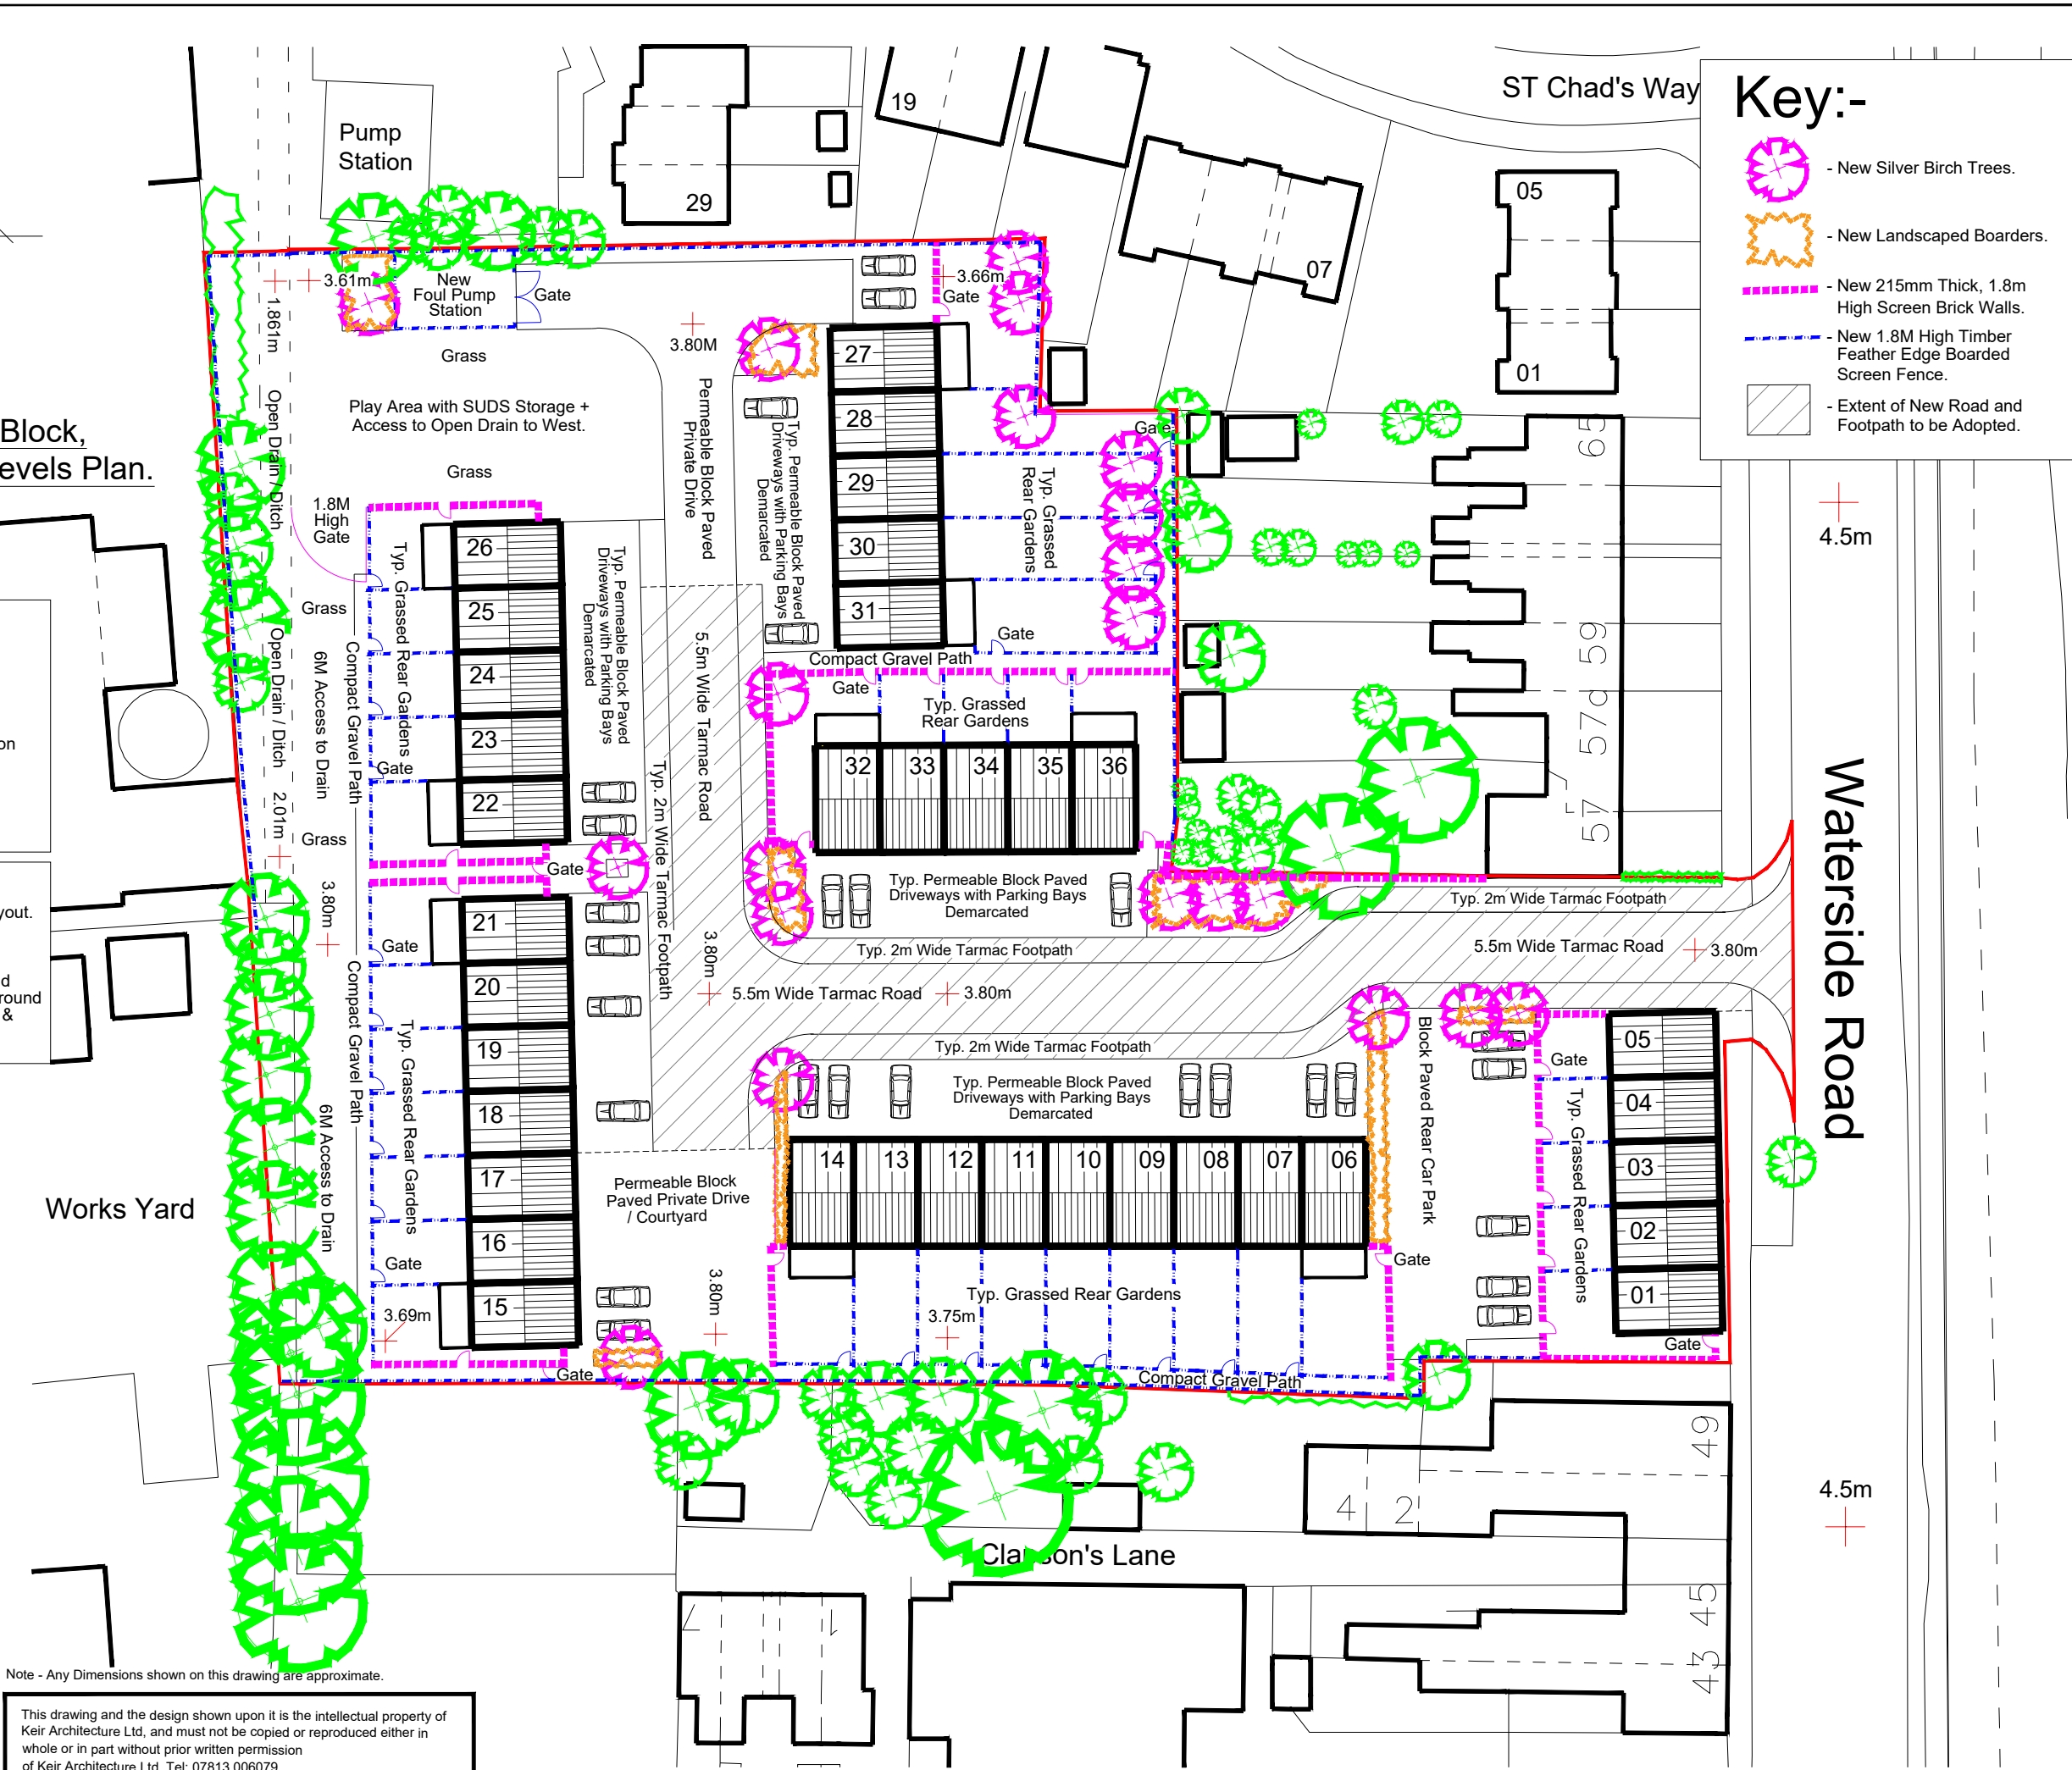 ST Chad's Way
Key:-
- New Silver Birch Trees.
- New Landscaped Boarders.
- New 215mm Thick, 1.8m
High Screen Brick Walls.
- New 1.8M High Timber
Feather Edge Boarded
Screen Fence.
- Extent of New Road and
Footpath to be Adopted.
Pump
Station
29
19
07
05
01
3.61m
New
Foul Pump
Station
Gate
3.66m
Gate
1.861m
3.80M
Grass
Play Area with SUDS Storage +
Access to Open Drain to West.
Grass
Open Drain / Ditch
Block,
evels Plan.
1.8M
High
Gate
Permeable Block Paved
Private Drive
Typ. Permeable Block Paved
Driveways with Parking Bays
Demarcated
27
28
29
30
31
Typ. Grassed
Rear Gardens
Gate
Gate
Compact Gravel Path
65
59
57a
57
4.5m
Waterside Road
26
25
24
23
22
Typ. Grassed Rear Gardens
Typ. Permeable Block Paved
Driveways with Parking Bays
Demarcated
5.5m Wide Tarmac Road
Typ. 2m Wide Tarmac Footpath
Grass
Open Drain / Ditch
6M Access to Drain
Compact Gravel Path
Gate
2.01m
Grass
Gate
Gate
Typ. Grassed
Rear Gardens
32
33
34
35
36
Typ. Permeable Block Paved
Driveways with Parking Bays
Demarcated
Typ. 2m Wide Tarmac Footpath
Typ. 2m Wide Tarmac Footpath
5.5m Wide Tarmac Road
3.80m
3.80m
5.5m Wide Tarmac Road
3.80m
Typ. 2m Wide Tarmac Footpath
Typ. Permeable Block Paved
Driveways with Parking Bays
Demarcated
3.80m
Gate
Compact Gravel Path
6M Access to Drain
21
20
19
18
17
16
15
Typ. Grassed Rear Gardens
Gate
3.69m
Gate
Permeable Block
Paved Private Drive
/ Courtyard
3.80m
14
13
12
11
10
09
08
07
06
Typ. Grassed Rear Gardens
3.75m
Compact Gravel Path
Gate
Block Paved Rear Car Park
Gate
Typ. Grassed Rear Gardens
05
04
03
02
01
Gate
on
yout.
d
round
&
Works Yard
4.5m
49
4
2
45
43
7
1
Note - Any Dimensions shown on this drawing are approximate.
This drawing and the design shown upon it is the intellectual property of
Keir Architecture Ltd, and must not be copied or reproduced either in
whole or in part without prior written permission
of Keir Architecture Ltd. Tel: 07813 006079
Lane